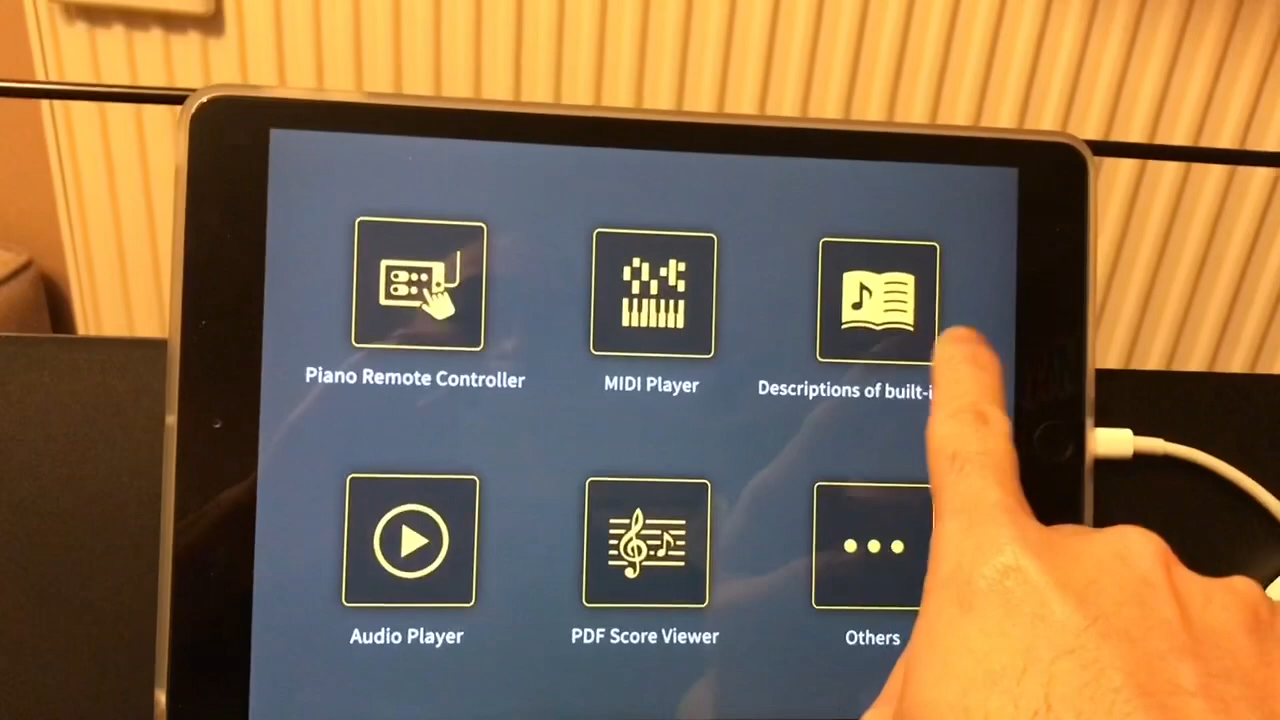 Piano Remote Controller
MIDI Player
Descriptions of built-i
Audio Player
PDF Score Viewer
Others